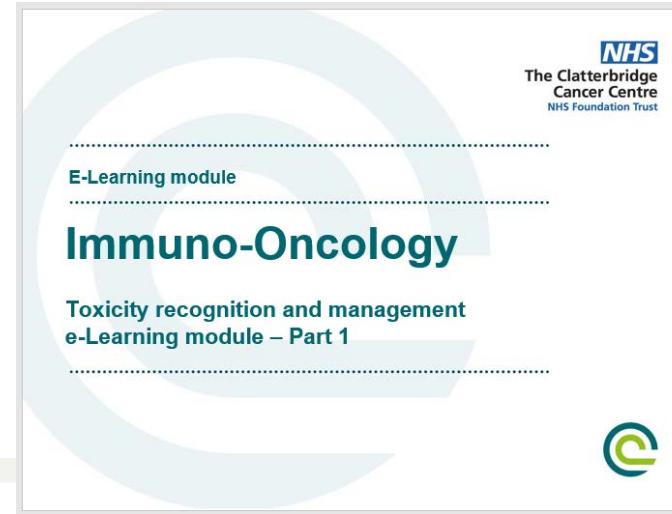 NHS
The Clatterbridge
Cancer Centre
NHS Foundation Trust
E-Learning module
Immuno-Oncology
Toxicity recognition and management
e-Learning module – Part 1